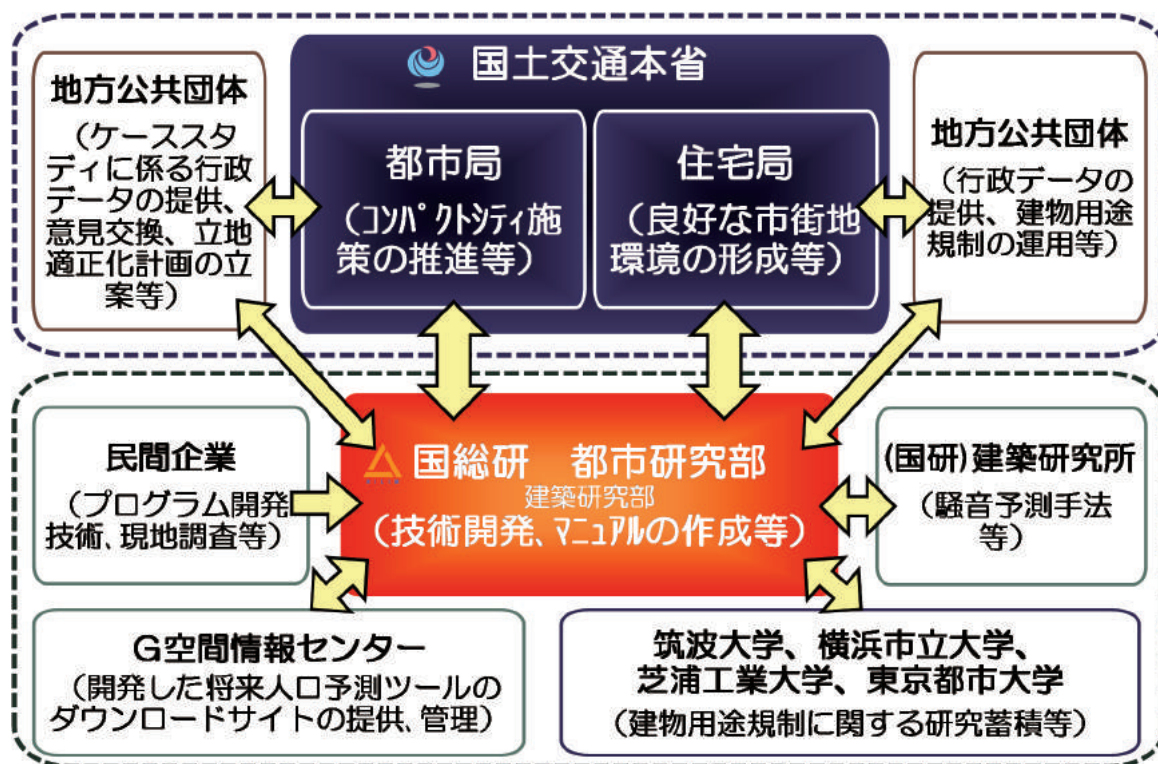 国土交通本省
地方公共団体
（ケーススタ
ディに係る行政
データの提供、
意見交換、立地
適正化計画の立
案等）
都市局
（ｺﾝﾊﾟｸﾄｼﾃｨ施
策の推進等）
住宅局
（良好な市街地
環境の形成等）
地方公共団体
（行政データの
提供、建物用途
規制の運用等）
民間企業
（プログラム開発
技術、現地調査等）
国総研　都市研究部
建築研究部
（技術開発、ﾏﾆｭｱﾙの作成等）
(国研)建築研究所
（騒音予測手法
等）
Ｇ空間情報センター
（開発した将来人口予測ツールの
ダウンロードサイトの提供、管理）
筑波大学、横浜市立大学、
芝浦工業大学、東京都市大学
（建物用途規制に関する研究蓄積等）